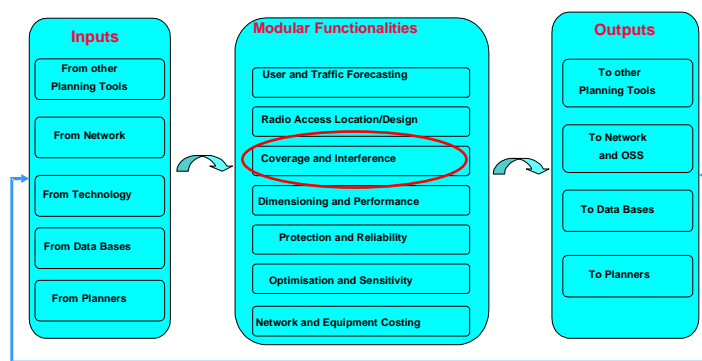 Inputs
From other
Planning Tools
From Network
From Technology
From Data Bases
From Planners
Modular Functionalities
User and Traffic Forecasting
Radio Access Location/Design
Coverage and Interference
Dimensioning and Performance
Protection and Reliability
Optimisation and Sensitivity
Network and Equipment Costing
Outputs
To other
Planning Tools
To Network
and OSS
To Data Bases
To Planners